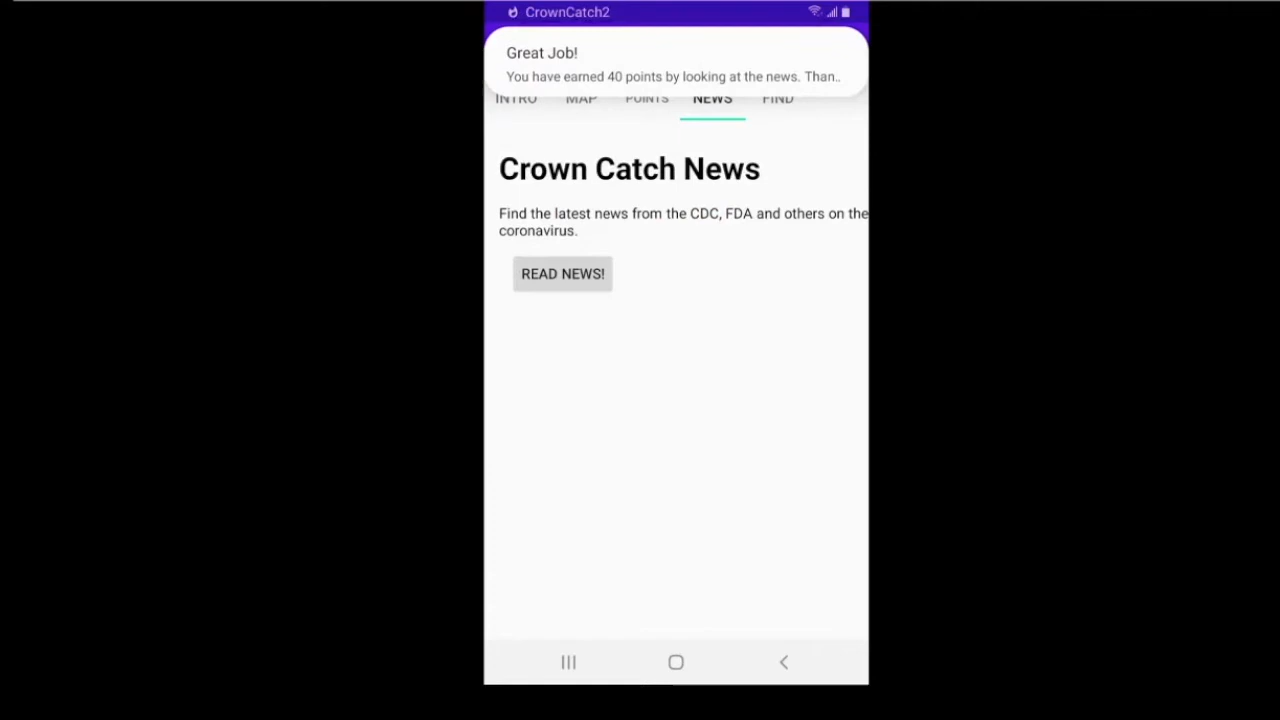 CrownCatch2
Great Job!
You have earned 40 points by looking at the news. Than..
INTRO MAP POINTS NEWS FIND
Crown Catch News
Find the latest news from the CDC, FDA and others on the
coronavirus.
READ NEWS!